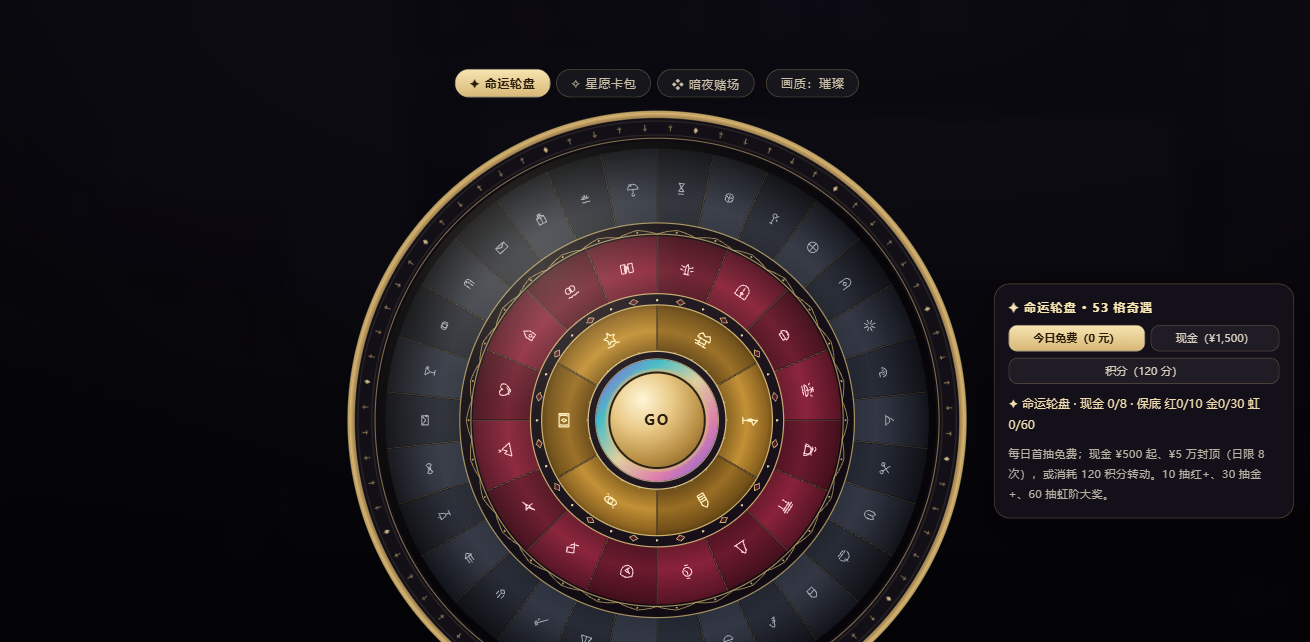 ✦ 命运轮盘 ✧ 星愿卡包 ❖ 暗夜赌场 画质：璀璨
GO
✦ 命运轮盘 • 53 格奇遇
今日免费（0 元） 现金（¥1,500）
积分（120 分）
✦ 命运轮盘 · 现金 0/8 · 保底 红0/10 金0/30 虹
0/60
每日首抽免费；现金 ¥500 起、¥5 万封顶（日限 8
次），或消耗 120 积分转动。10 抽红+、30 抽金
+、60 抽虹阶大奖。